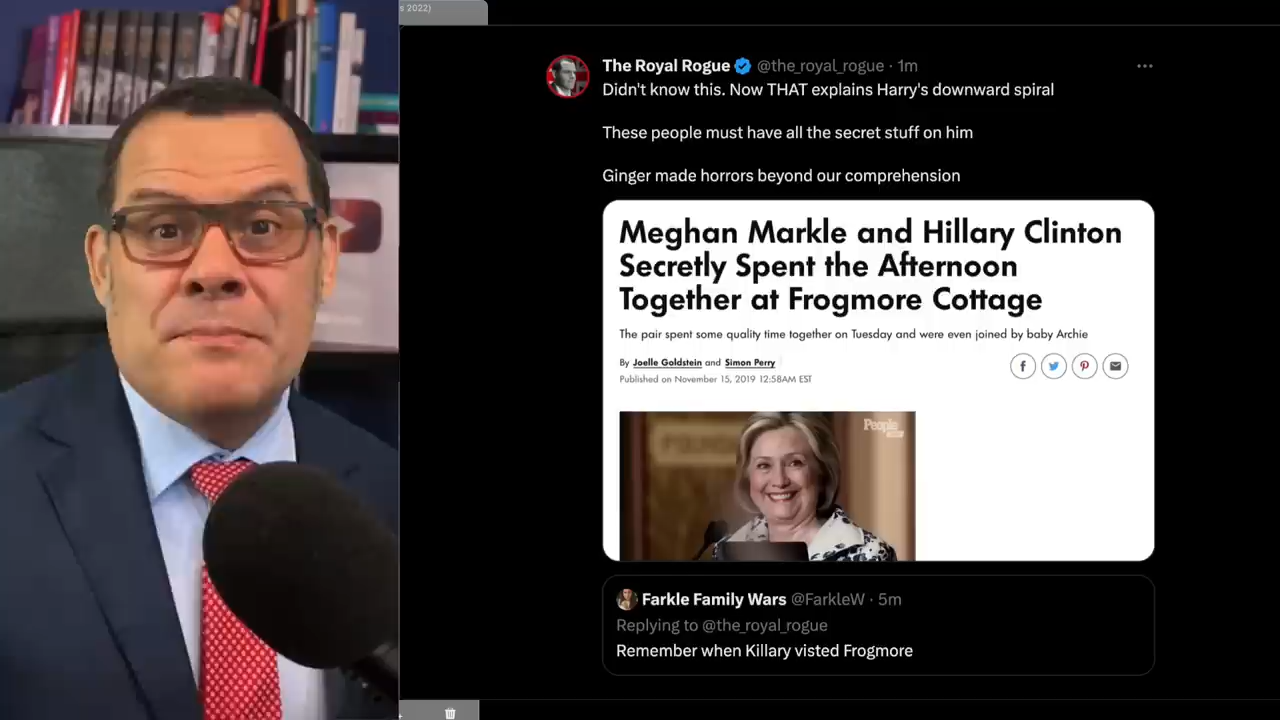 s 2022)
The Royal Rogue @the_royal_rogue · 1m
Didn't know this. Now THAT explains Harry's downward spiral
These people must have all the secret stuff on him
Ginger made horrors beyond our comprehension
Meghan Markle and Hillary Clinton
Secretly Spent the Afternoon
Together at Frogmore Cottage
The pair spent some quality time together on Tuesday and were even joined by baby Archie
By Joelle Goldstein and Simon Perry
Published on November 15, 2019 12:58AM EST
People
Farkle Family Wars @FarkleW · 5m
Replying to @the_royal_rogue
Remember when Killary visted Frogmore